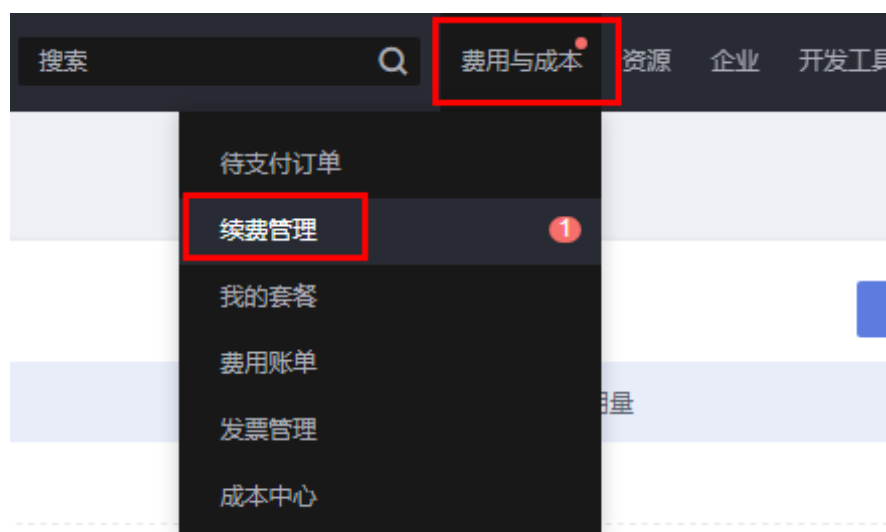 搜索 费用与成本 资源 企业 开发工具
待支付订单
续费管理 1
我的套餐
费用账单
用量
发票管理
成本中心